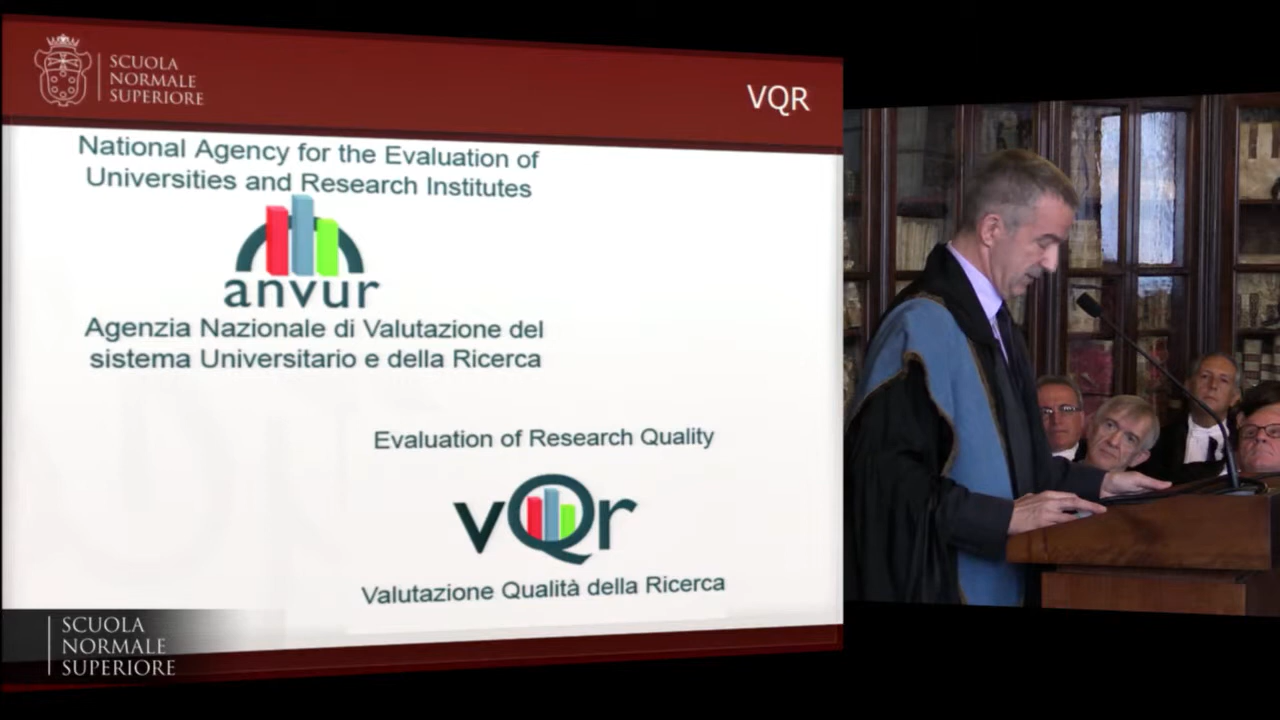 SCUOLA
NORMALE
SUPERIORE
VQR
National Agency for the Evaluation of
Universities and Research Institutes
anvur
Agenzia Nazionale di Valutazione del
sistema Universitario e della Ricerca
Evaluation of Research Quality
vQr
Valutazione Qualità della Ricerca
SCUOLA
NORMALE
SUPERIORE